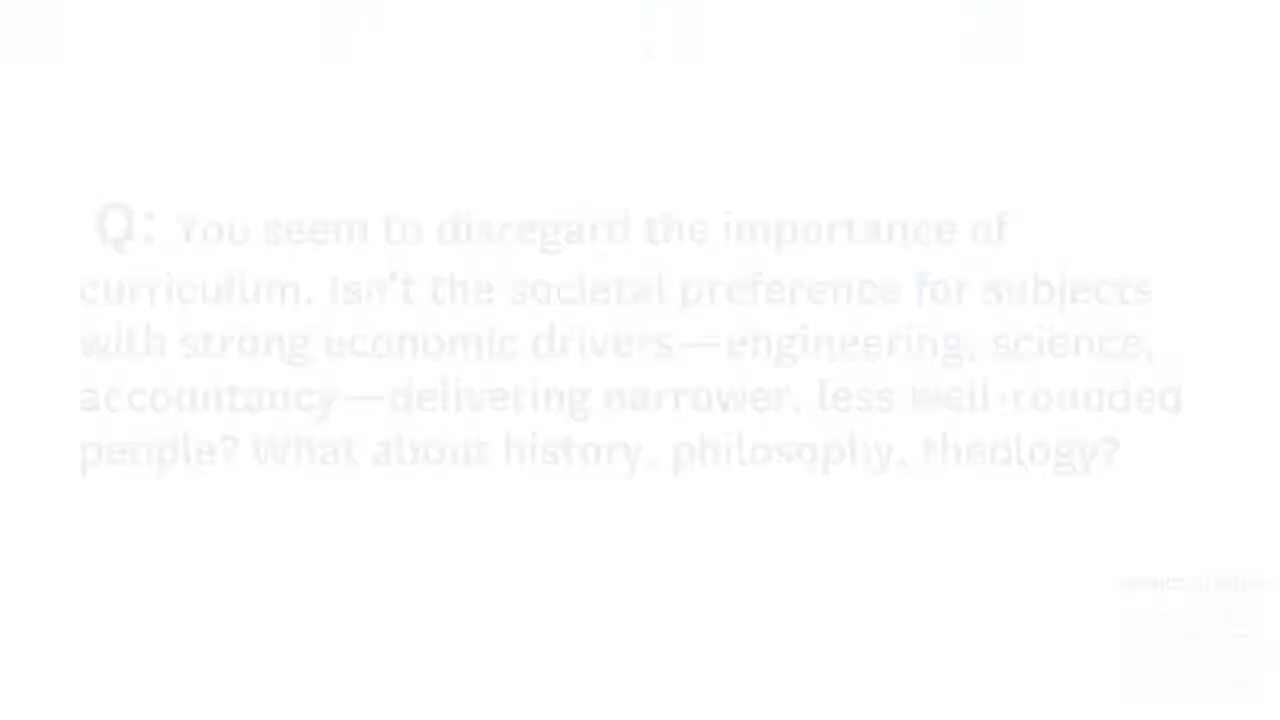 Q: You seem to disregard the importance of
curriculum. Isn't the societal preference for subjects
with strong economic drivers—engineering, science,
accountancy—delivering narrower, less well-rounded
people? What about history, philosophy, theology?